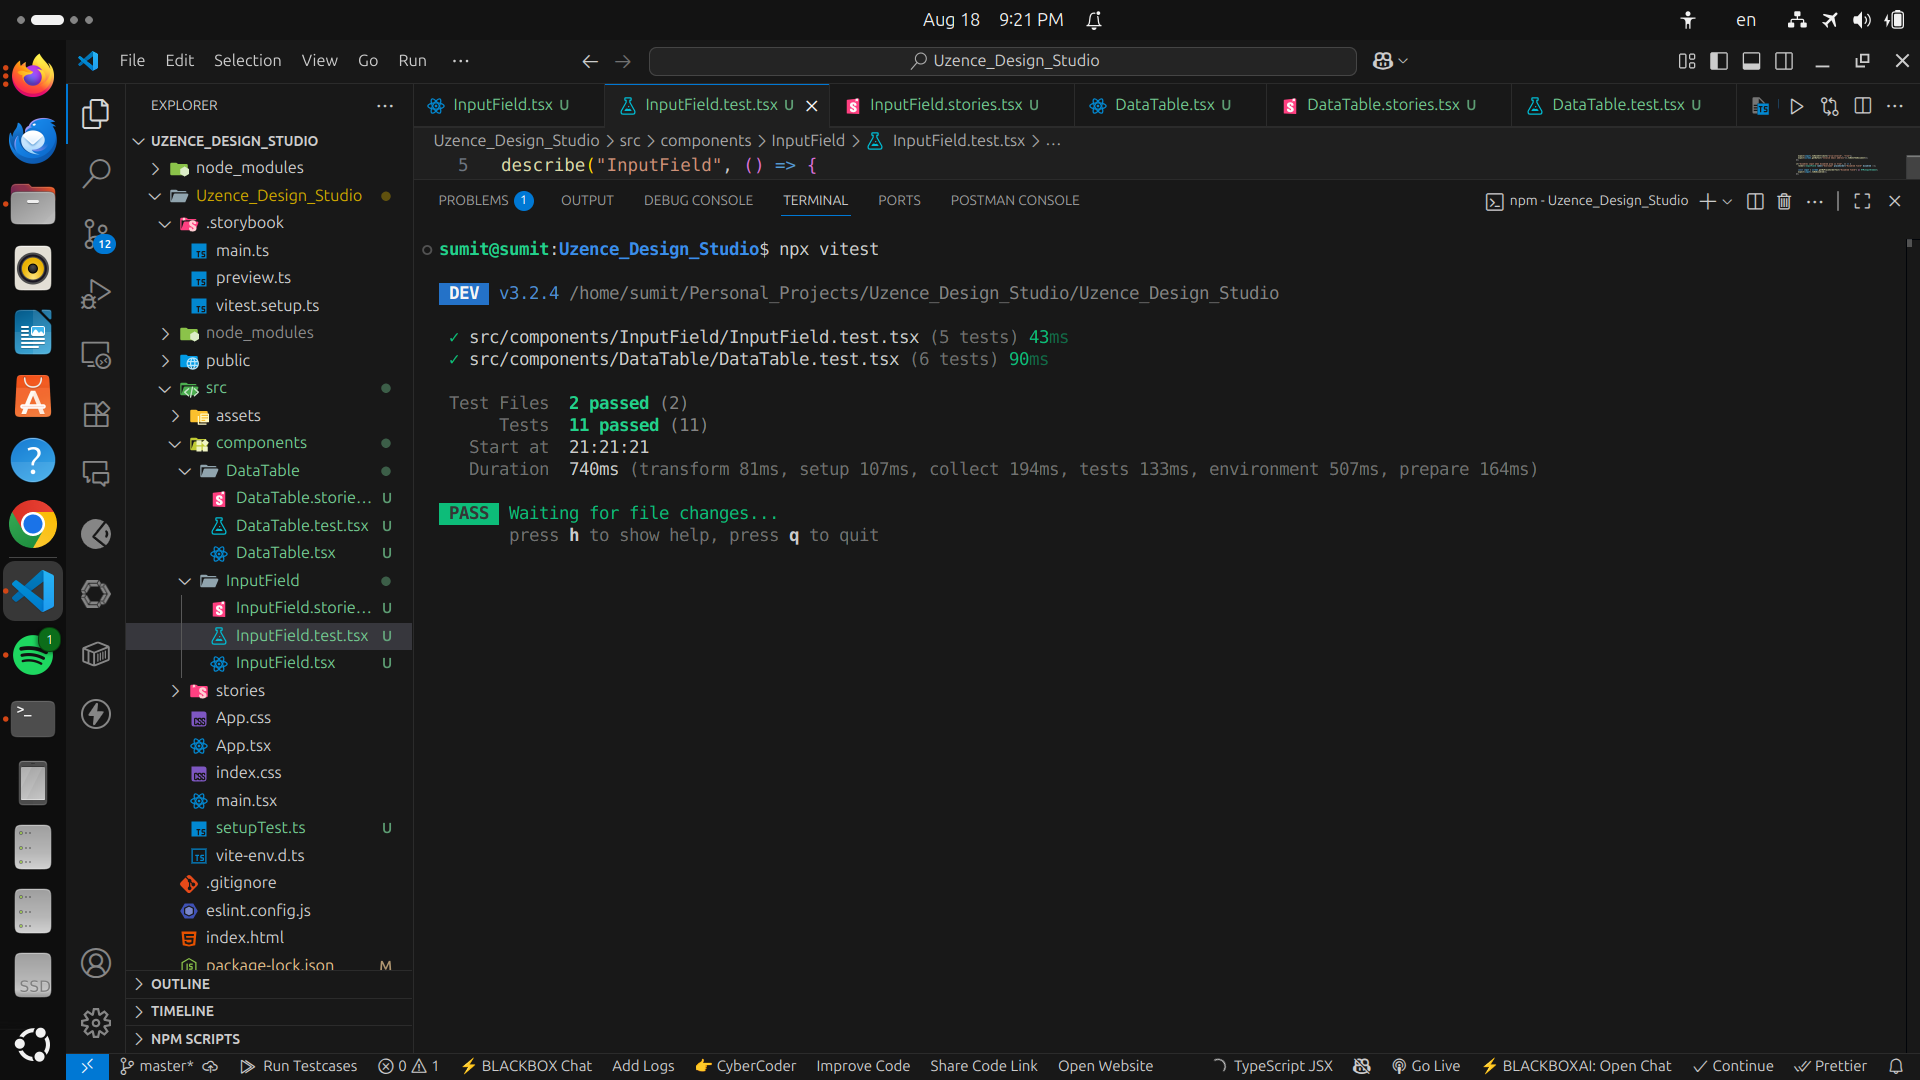 Aug 18 9:21 PM
en
File Edit Selection View Go Run ...
Uzence_Design_Studio
EXPLORER
InputField.tsx U
InputField.test.tsx U
InputField.stories.tsx U
DataTable.tsx U
DataTable.stories.tsx U
DataTable.test.tsx U
UZENCE_DESIGN_STUDIO
node_modules
Uzence_Design_Studio
.storybook
main.ts
preview.ts
vitest.setup.ts
node_modules
public
src
assets
components
DataTable
DataTable.storie... U
DataTable.test.tsx U
DataTable.tsx U
InputField
InputField.storie... U
InputField.test.tsx U
InputField.tsx U
stories
App.css
App.tsx
index.css
main.tsx
setupTest.ts U
vite-env.d.ts
.gitignore
eslint.config.js
index.html
package-lock.json M
OUTLINE
TIMELINE
NPM SCRIPTS
12
1
SSD
Uzence_Design_Studio > src > components > InputField > InputField.test.tsx > ...
5 describe("InputField", () => {
PROBLEMS 1 OUTPUT DEBUG CONSOLE TERMINAL PORTS POSTMAN CONSOLE
npm - Uzence_Design_Studio
sumit@sumit:Uzence_Design_Studio$ npx vitest
DEV v3.2.4 /home/sumit/Personal_Projects/Uzence_Design_Studio/Uzence_Design_Studio
✓ src/components/InputField/InputField.test.tsx (5 tests) 43ms
✓ src/components/DataTable/DataTable.test.tsx (6 tests) 90ms
Test Files 2 passed (2)
Tests 11 passed (11)
Start at 21:21:21
Duration 740ms (transform 81ms, setup 107ms, collect 194ms, tests 133ms, environment 507ms, prepare 164ms)
PASS Waiting for file changes...
press h to show help, press q to quit
master* Run Testcases 0 1 BLACKBOX Chat Add Logs CyberCoder Improve Code Share Code Link Open Website TypeScript JSX Go Live BLACKBOXAI: Open Chat Continue Prettier